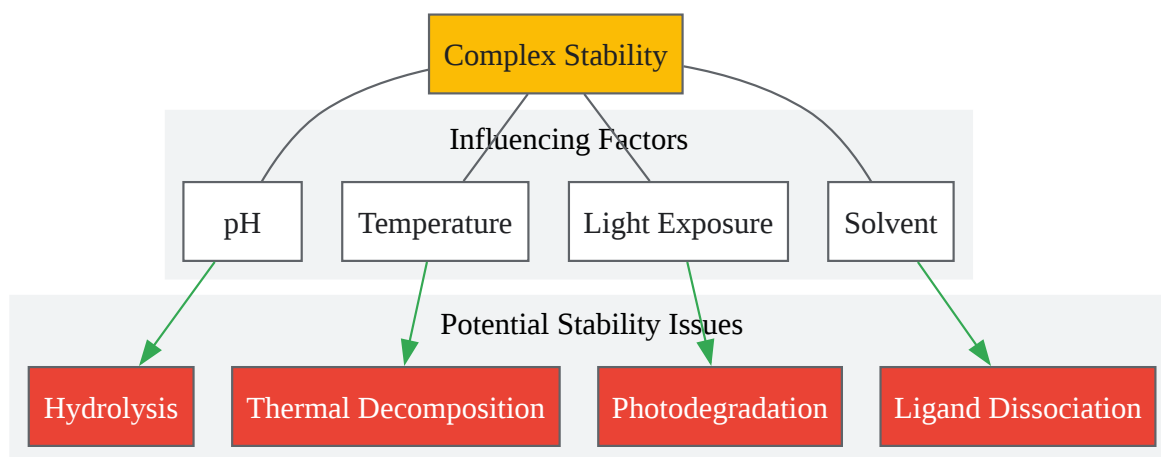 Complex Stability
Influencing Factors
pH
Temperature
Light Exposure
Solvent
Potential Stability Issues
Hydrolysis
Thermal Decomposition
Photodegradation
Ligand Dissociation